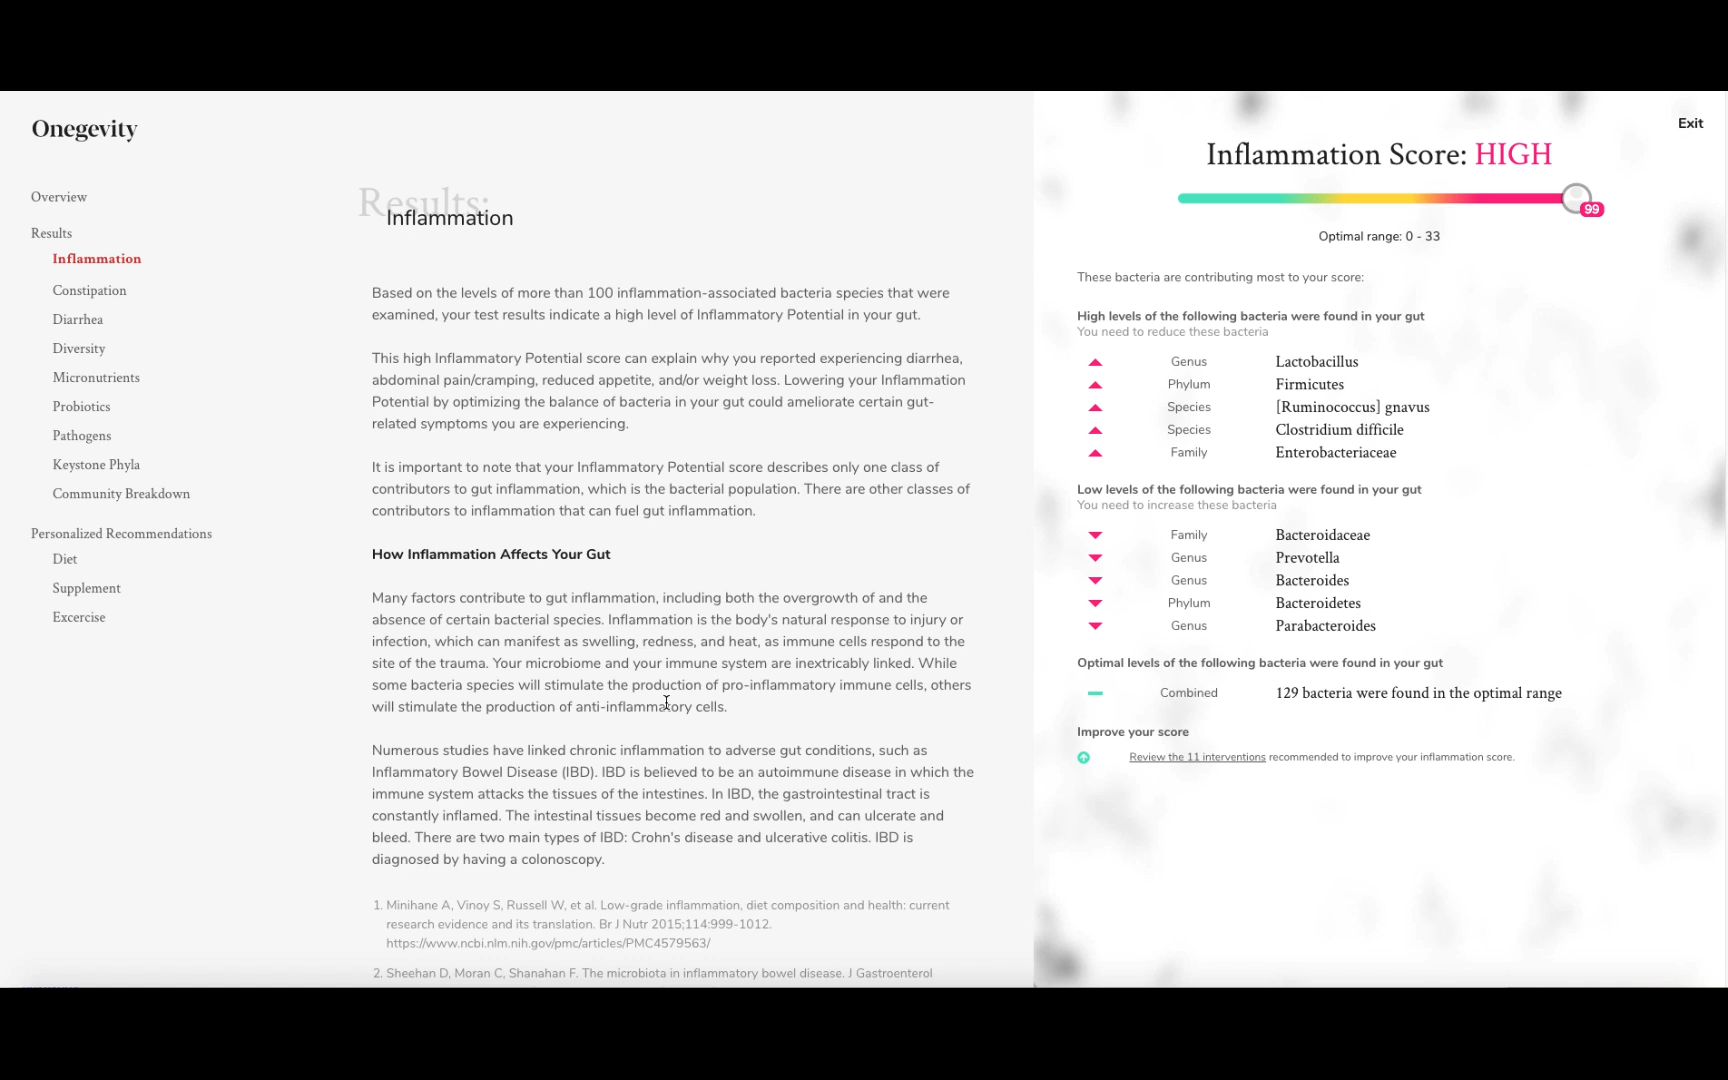 Onegevity
Exit
Overview
Results
Inflammation
Constipation
Diarrhea
Diversity
Micronutrients
Probiotics
Pathogens
Keystone Phyla
Community Breakdown
Personalized Recommendations
Diet
Supplement
Excercise
Results:
Inflammation
Based on the levels of more than 100 inflammation-associated bacteria species that were
examined, your test results indicate a high level of Inflammatory Potential in your gut.
This high Inflammatory Potential score can explain why you reported experiencing diarrhea,
abdominal pain/cramping, reduced appetite, and/or weight loss. Lowering your Inflammation
Potential by optimizing the balance of bacteria in your gut could ameliorate certain gut-
related symptoms you are experiencing.
It is important to note that your Inflammatory Potential score describes only one class of
contributors to gut inflammation, which is the bacterial population. There are other classes of
contributors to inflammation that can fuel gut inflammation.
How Inflammation Affects Your Gut
Many factors contribute to gut inflammation, including both the overgrowth of and the
absence of certain bacterial species. Inflammation is the body's natural response to injury or
infection, which can manifest as swelling, redness, and heat, as immune cells respond to the
site of the trauma. Your microbiome and your immune system are inextricably linked. While
some bacteria species will stimulate the production of pro-inflammatory immune cells, others
will stimulate the production of anti-inflammatory cells.
Numerous studies have linked chronic inflammation to adverse gut conditions, such as
Inflammatory Bowel Disease (IBD). IBD is believed to be an autoimmune disease in which the
immune system attacks the tissues of the intestines. In IBD, the gastrointestinal tract is
constantly inflamed. The intestinal tissues become red and swollen, and can ulcerate and
bleed. There are two main types of IBD: Crohn's disease and ulcerative colitis. IBD is
diagnosed by having a colonoscopy.
1. Minihane A, Vinoy S, Russell W, et al. Low-grade inflammation, diet composition and health: current
research evidence and its translation. Br J Nutr 2015;114:999-1012.
https://www.ncbi.nlm.nih.gov/pmc/articles/PMC4579563/
2. Sheehan D, Moran C, Shanahan F. The microbiota in inflammatory bowel disease. J Gastroenterol
Inflammation Score: HIGH
99
Optimal range: 0 - 33
These bacteria are contributing most to your score:
High levels of the following bacteria were found in your gut
You need to reduce these bacteria
Genus Lactobacillus
Phylum Firmicutes
Species [Ruminococcus] gnavus
Species Clostridium difficile
Family Enterobacteriaceae
Low levels of the following bacteria were found in your gut
You need to increase these bacteria
Family Bacteroidaceae
Genus Prevotella
Genus Bacteroides
Phylum Bacteroidetes
Genus Parabacteroides
Optimal levels of the following bacteria were found in your gut
Combined 129 bacteria were found in the optimal range
Improve your score
Review the 11 interventions recommended to improve your inflammation score.